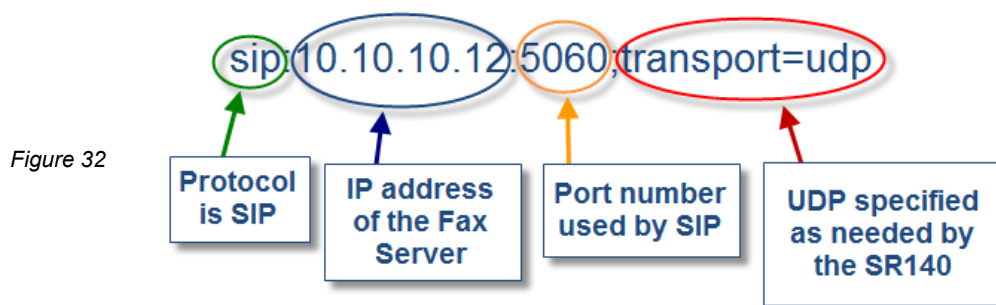 sip:10.10.10.12:5060;transport=udp
Figure 32
Protocol
is SIP
IP address
of the Fax
Server
Port number
used by SIP
UDP specified
as needed by
the SR140